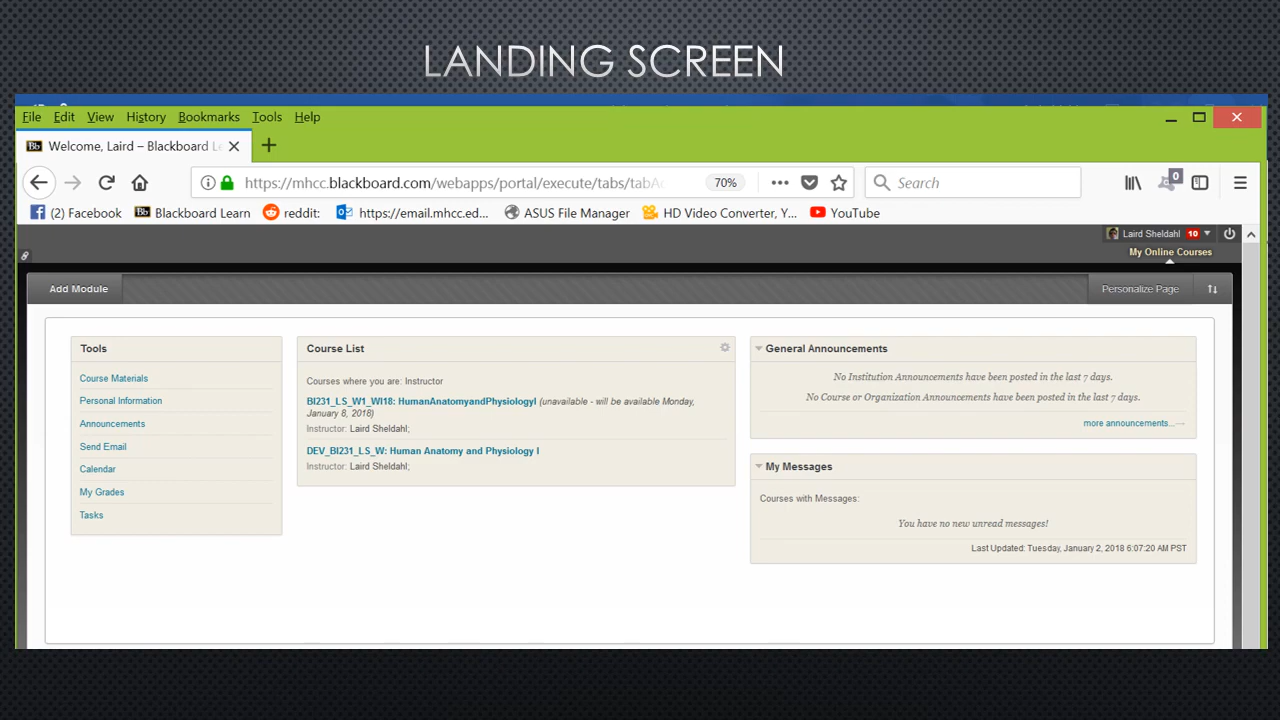 LANDING SCREEN
File Edit View History Bookmarks Tools Help
Welcome, Laird – Blackboard Le
https://mhcc.blackboard.com/webapps/portal/execute/tabs/tabAc 70% Search 0
(2) Facebook Blackboard Learn reddit: https://email.mhcc.ed... ASUS File Manager HD Video Converter, Y... YouTube
Laird Sheldahl 10
My Online Courses
Add Module Personalize Page
Tools
Course Materials
Personal Information
Announcements
Send Email
Calendar
My Grades
Tasks
Course List
Courses where you are: Instructor
BI231_LS_W1_WI18: HumanAnatomyandPhysiologyI (unavailable - will be available Monday,
January 8, 2018)
Instructor: Laird Sheldahl;
DEV_BI231_LS_W: Human Anatomy and Physiology I
Instructor: Laird Sheldahl;
General Announcements
No Institution Announcements have been posted in the last 7 days.
No Course or Organization Announcements have been posted in the last 7 days.
more announcements...
My Messages
Courses with Messages:
You have no new unread messages!
Last Updated: Tuesday, January 2, 2018 6:07:20 AM PST